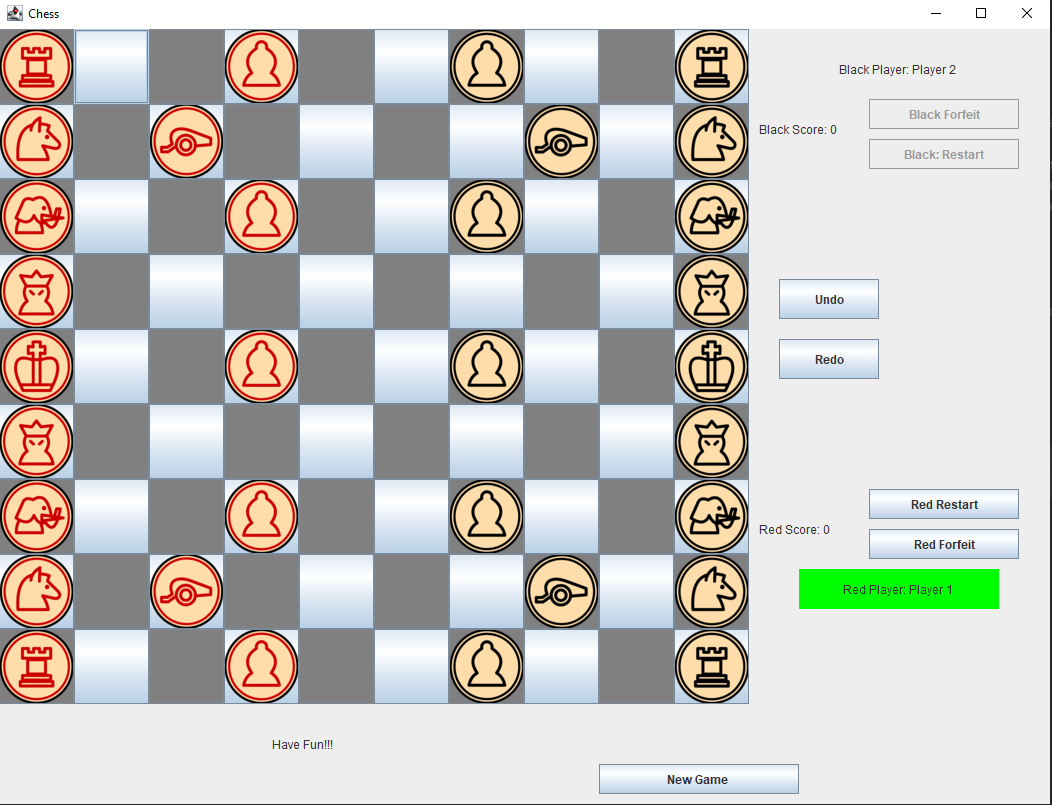 Chess
Black Player: Player 2
Black Forfeit
Black Score: 0
Black: Restart
Undo
Redo
Red Restart
Red Score: 0
Red Forfeit
Red Player: Player 1
Have Fun!!!
New Game